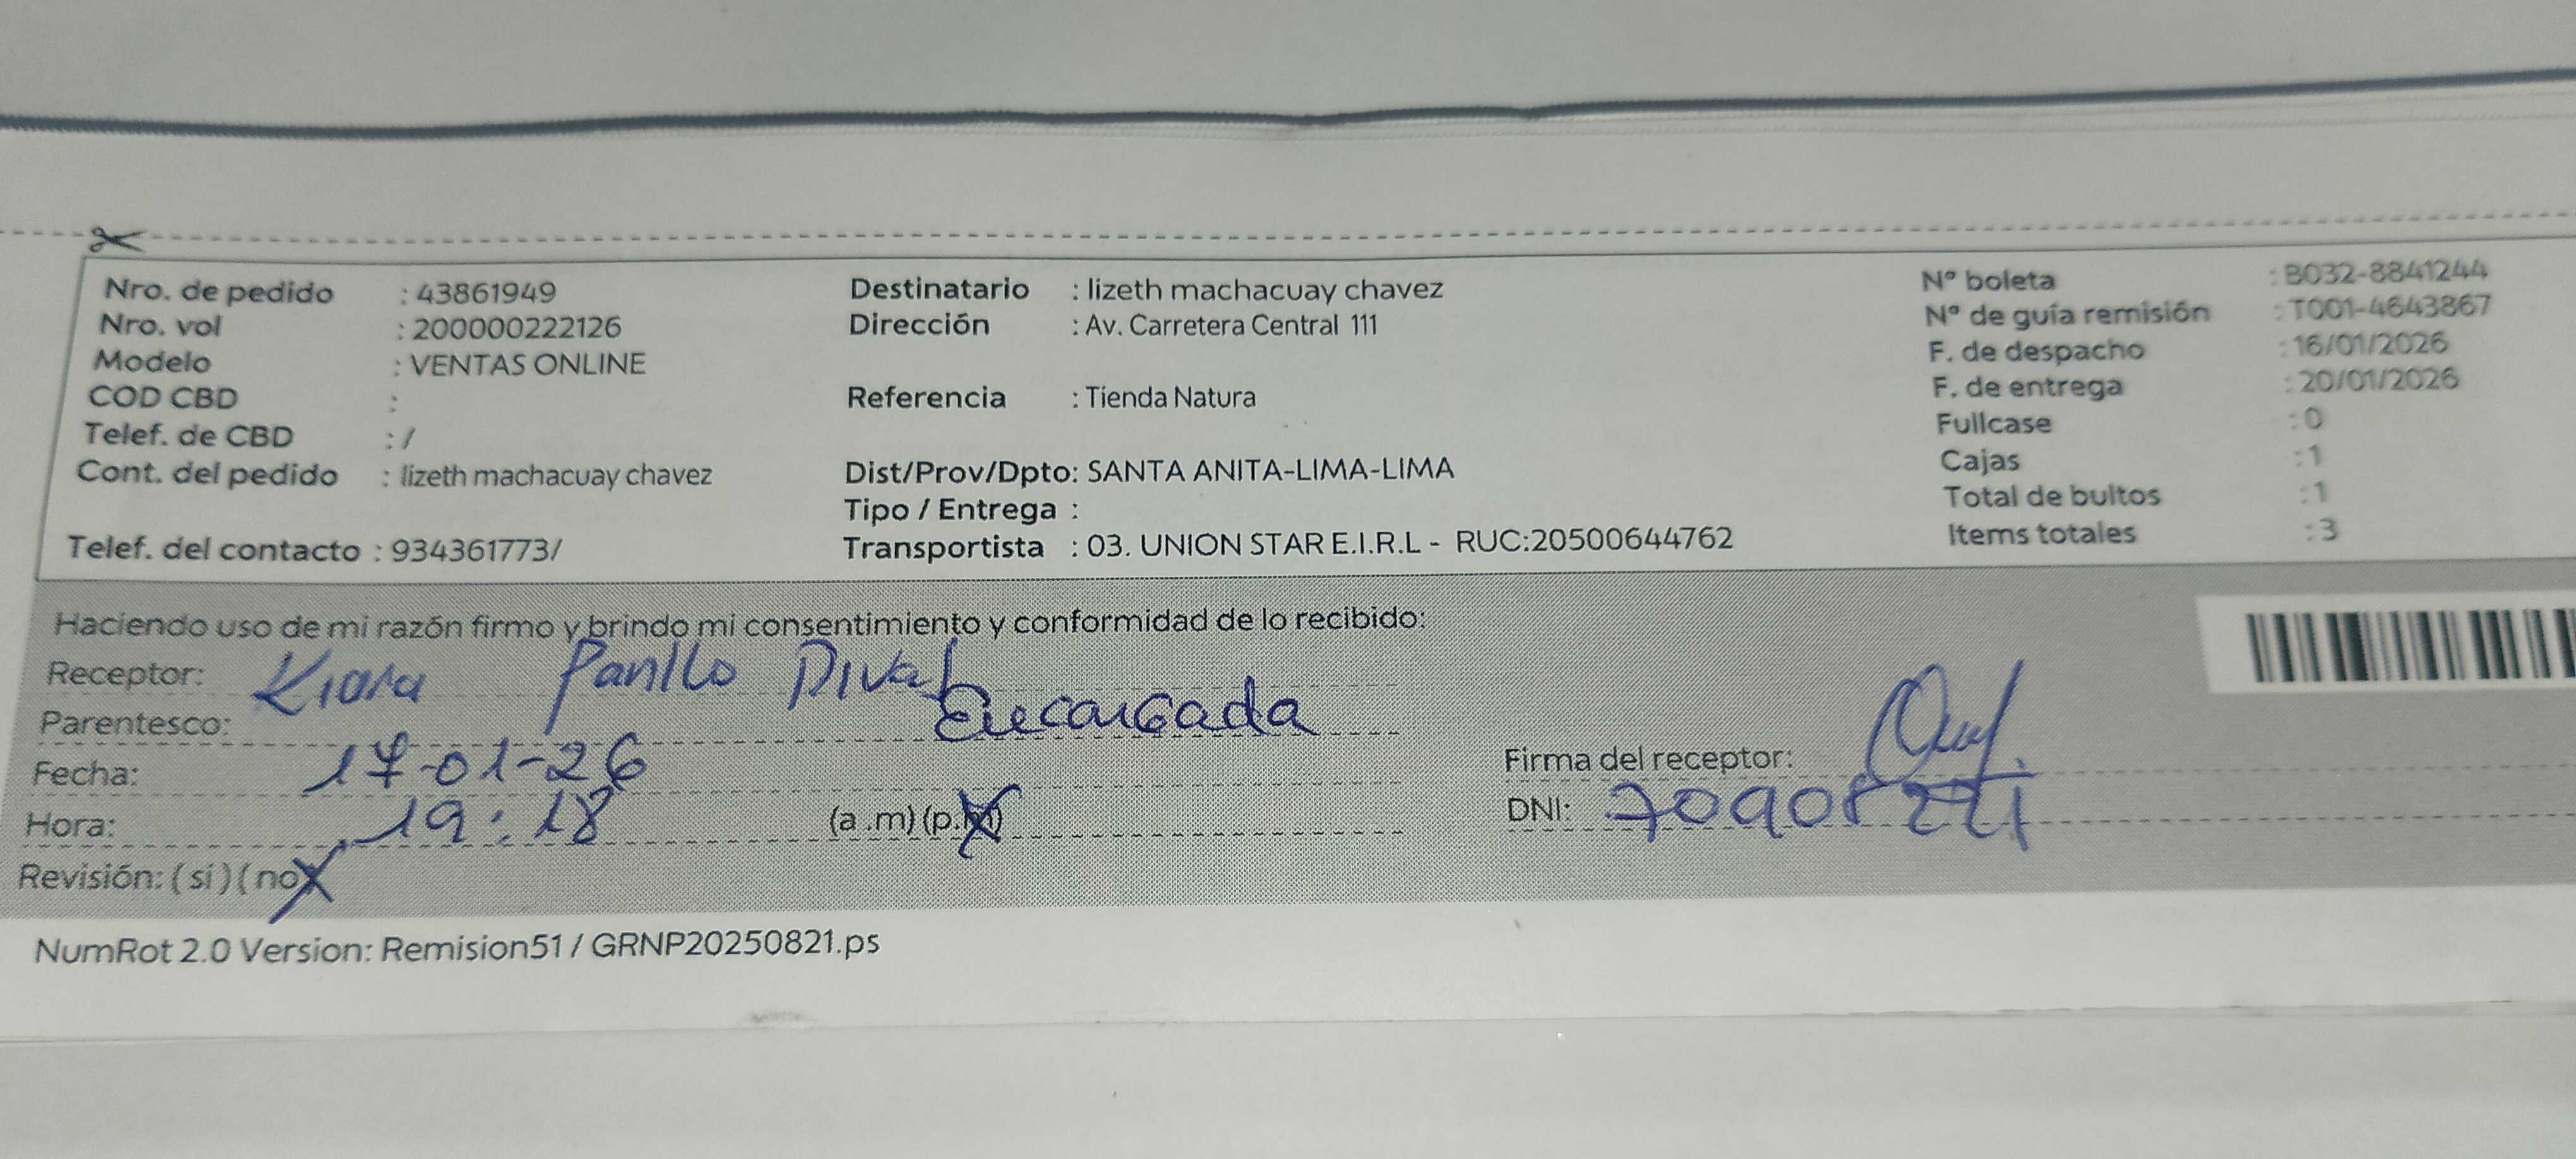 Nro. de pedido : 43861949
Nro. vol : 200000222126
Modelo : VENTAS ONLINE
COD CBD :
Telef. de CBD : /
Cont. del pedido : lizeth machacuay chavez
Telef. del contacto : 934361773/
Destinatario : lizeth machacuay chavez
Dirección : Av. Carretera Central 111
Referencia : Tienda Natura
Dist/Prov/Dpto: SANTA ANITA-LIMA-LIMA
Tipo / Entrega :
Transportista : 03. UNION STAR E.I.R.L - RUC:20500644762
N° boleta : B032-8841244
N° de guía remisión : T001-4643867
F. de despacho : 16/01/2026
F. de entrega : 20/01/2026
Fullcase : 0
Cajas : 1
Total de bultos : 1
Items totales : 3
Haciendo uso de mi razón firmo y brindo mi consentimiento y conformidad de lo recibido:
Receptor: Kiara
Parentesco: Encargada
Fecha: 17-01-26
Hora: 19:18 (a .m) (p.m)
Revisión: ( si ) ( no )
Firma del receptor:
DNI:
NumRot 2.0 Version: Remision51 / GRNP20250821.ps